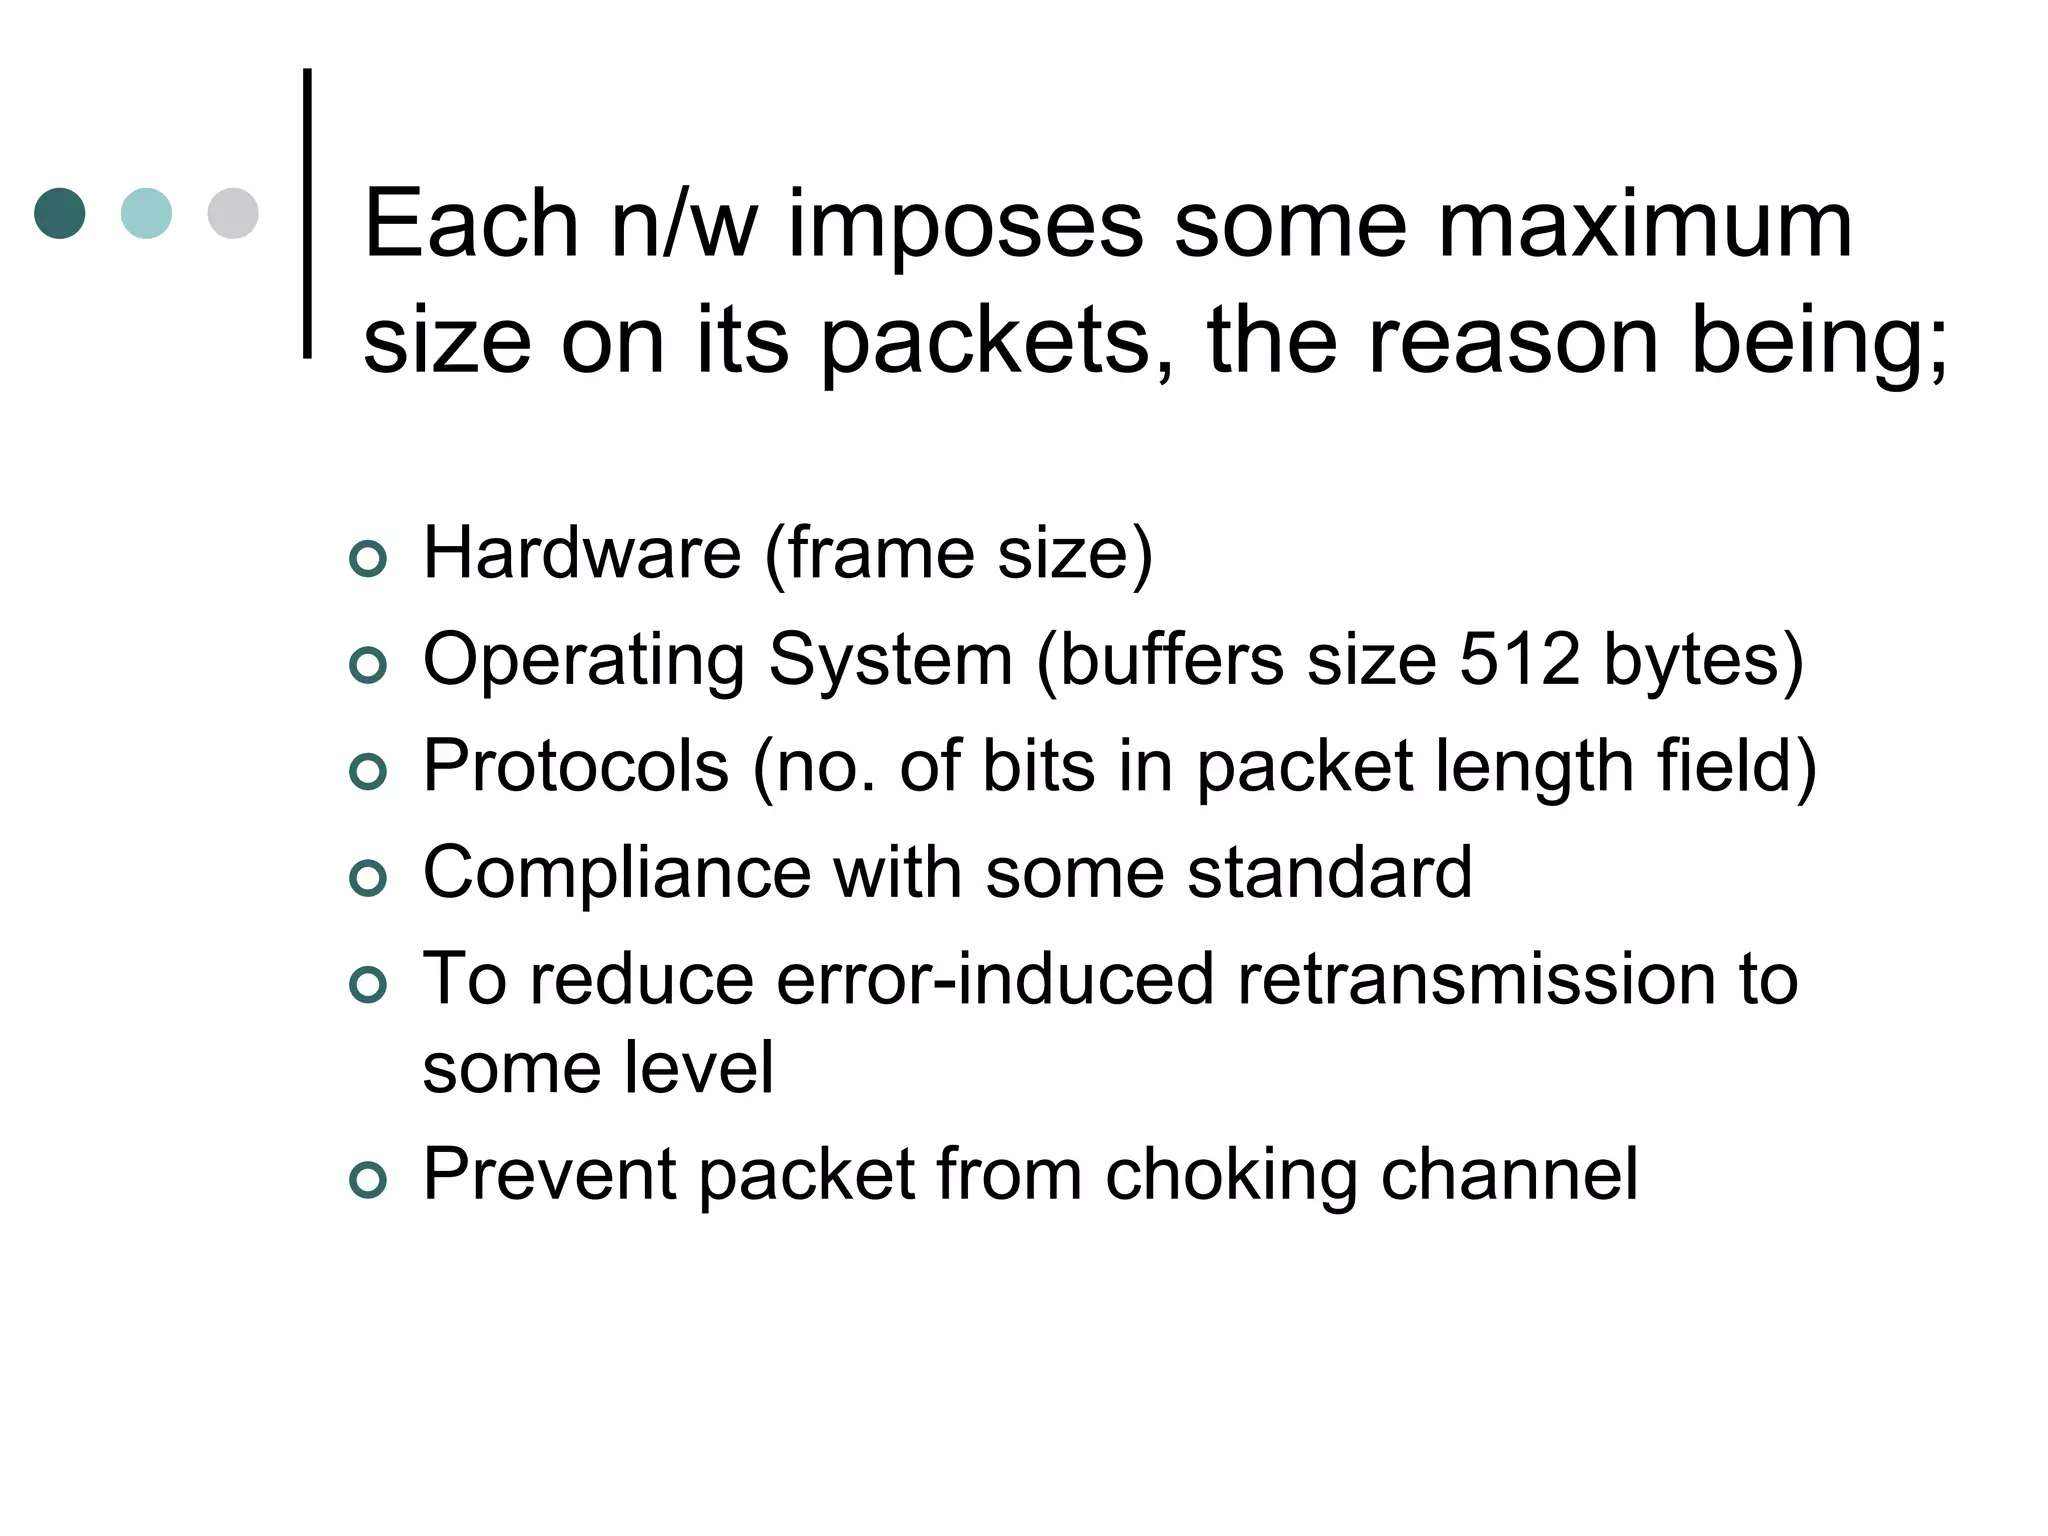 Each n/w imposes some maximum
size on its packets, the reason being;
Hardware (frame size)
Operating System (buffers size 512 bytes)
Protocols (no. of bits in packet length field)
Compliance with some standard
To reduce error-induced retransmission to
some level
Prevent packet from choking channel